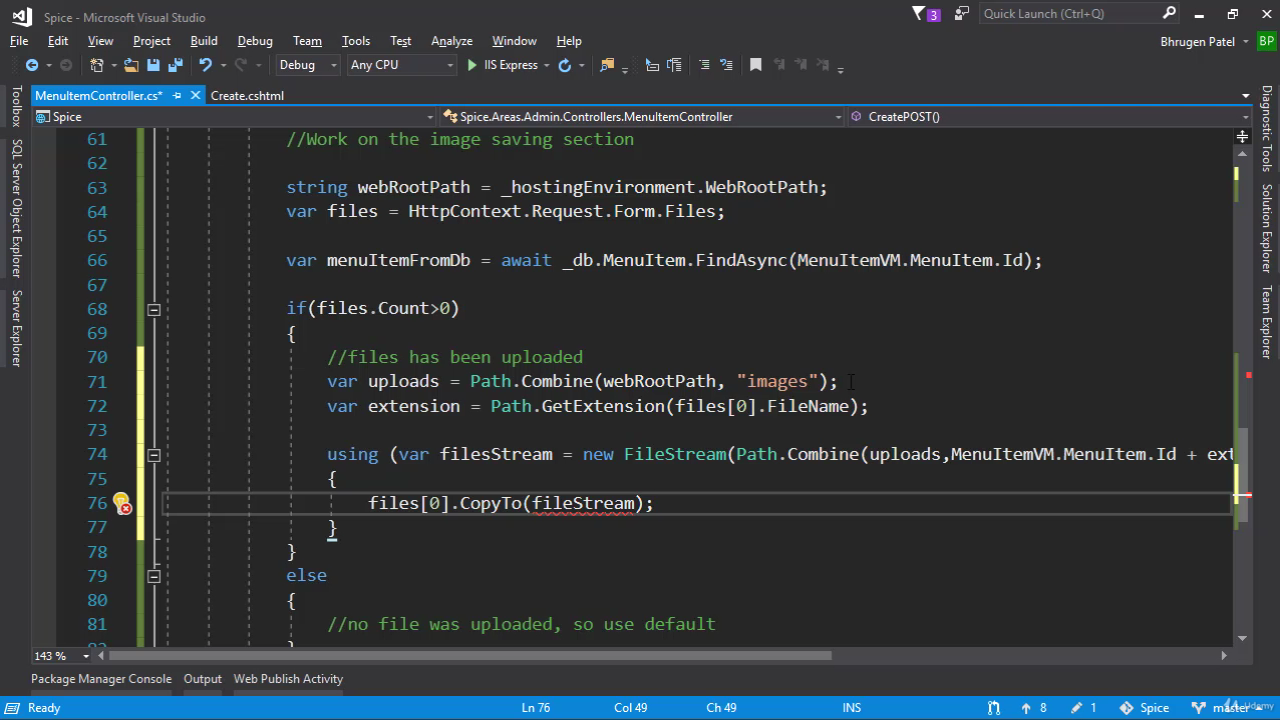 Spice - Microsoft Visual Studio
3
Quick Launch (Ctrl+Q)
File Edit View Project Build Debug Team Tools Test Analyze Window Help
Bhrugen Patel BP
Debug Any CPU IIS Express
MenuItemController.cs* Create.cshtml
Spice Spice.Areas.Admin.Controllers.MenuItemController CreatePOST()
Toolbox
SQL Server Object Explorer
Server Explorer
Diagnostic Tools
Solution Explorer
Team Explorer
61 //Work on the image saving section
62
63 string webRootPath = _hostingEnvironment.WebRootPath;
64 var files = HttpContext.Request.Form.Files;
65
66 var menuItemFromDb = await _db.MenuItem.FindAsync(MenuItemVM.MenuItem.Id);
67
68 if(files.Count>0)
69 {
70 //files has been uploaded
71 var uploads = Path.Combine(webRootPath, "images");
72 var extension = Path.GetExtension(files[0].FileName);
73
74 using (var filesStream = new FileStream(Path.Combine(uploads,MenuItemVM.MenuItem.Id + ext
75 {
76 files[0].CopyTo(fileStream);
77 }
78 }
79 else
80 {
81 //no file was uploaded, so use default
143 %
Package Manager Console Output Web Publish Activity
Ready Ln 76 Col 49 Ch 49 INS 8 1 Spice master
Udemy